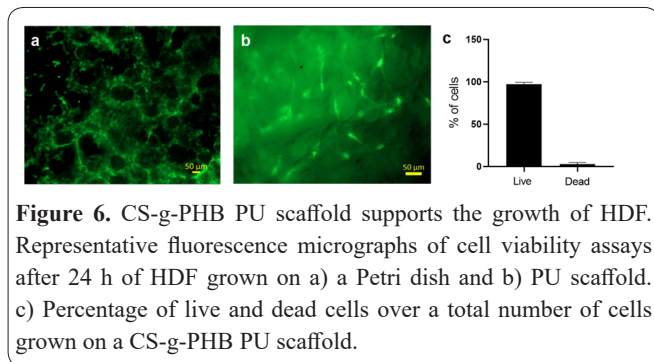 a
b
c
150
100
50
0
% of cells
Live Dead
50 µm
50 µm
Figure 6. CS-g-PHB PU scaffold supports the growth of HDF.
Representative fluorescence micrographs of cell viability assays
after 24 h of HDF grown on a) a Petri dish and b) PU scaffold.
c) Percentage of live and dead cells over a total number of cells
grown on a CS-g-PHB PU scaffold.